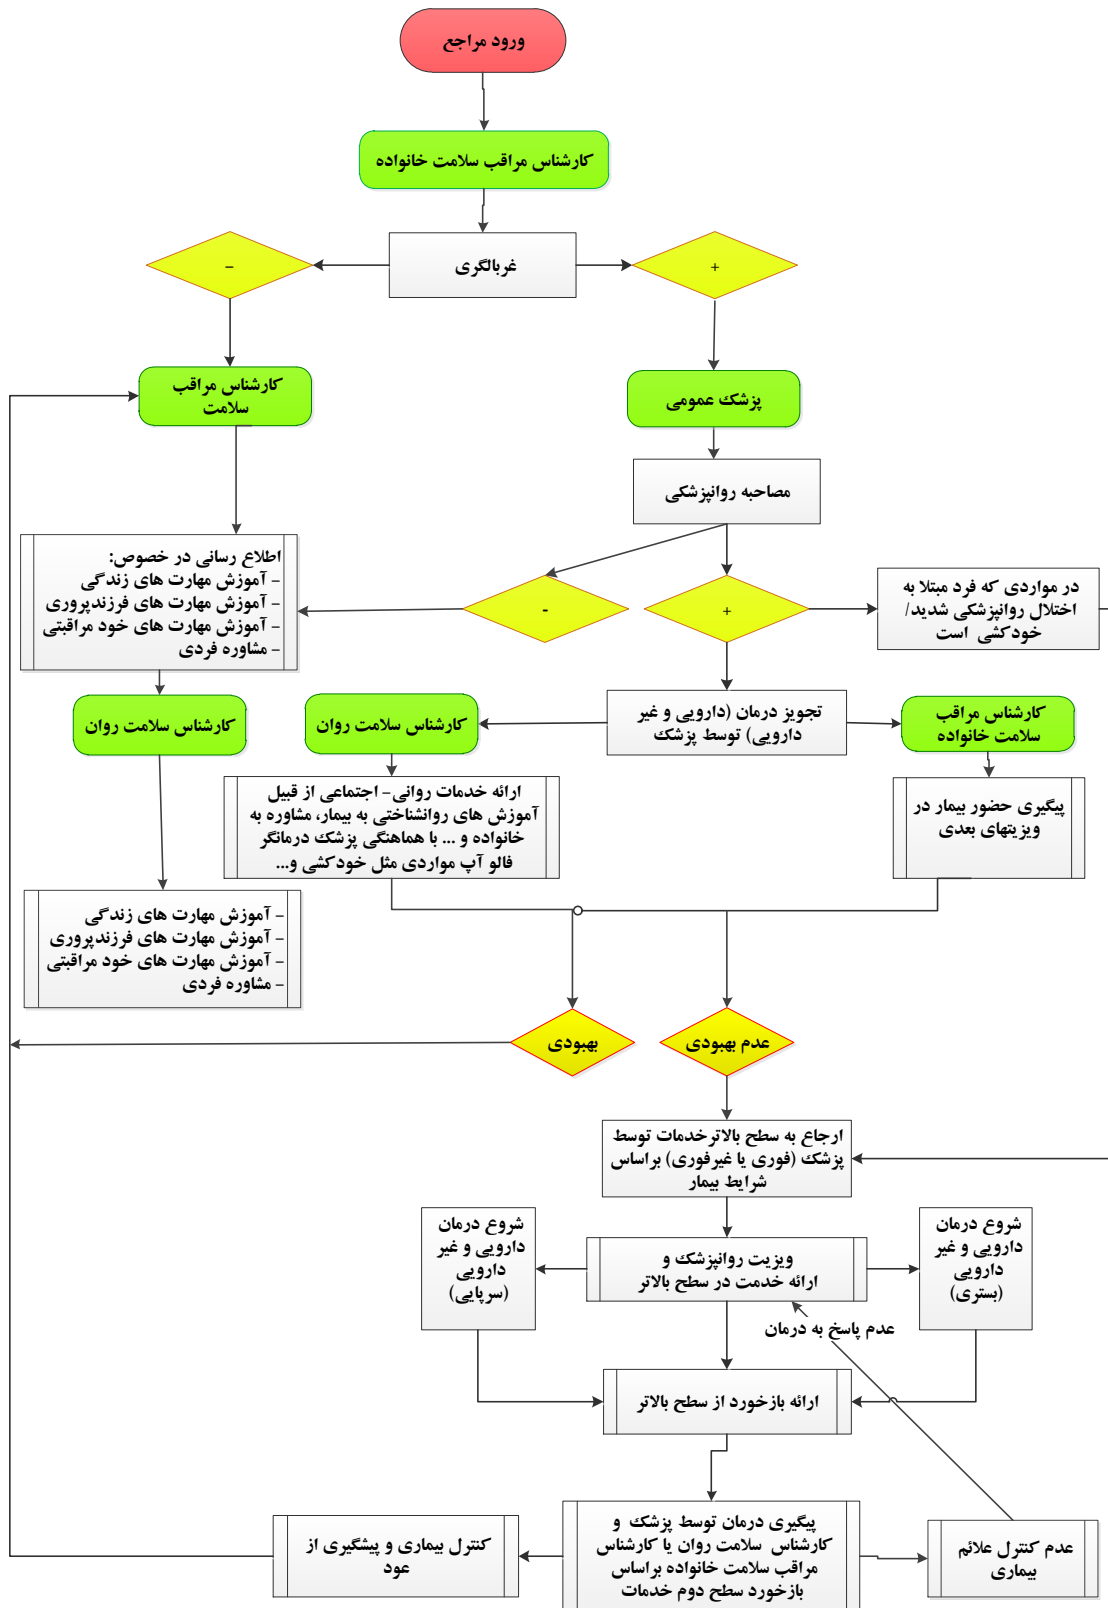 ورود مراجع
کارشناس مراقب سلامت خانواده
غربالگری
+
–
کارشناس مراقب
سلامت
پزشک عمومی
مصاحبه روانپزشکی
اطلاع رسانی در خصوص:
- آموزش مهارت های زندگی
- آموزش مهارت های فرزندپروری
- آموزش مهارت های خود مراقبتی
- مشاوره فردی
-
+
در مواردی که فرد مبتلا به
اختلال روانپزشکی شدید/
خودکشی است
کارشناس سلامت روان
کارشناس سلامت روان
تجویز درمان (دارویی و غیر
دارویی) توسط پزشک
کارشناس مراقب
سلامت خانواده
ارائه خدمات روانی- اجتماعی از قبیل
آموزش های روانشناختی به بیمار، مشاوره به
خانواده و ... با هماهنگی پزشک درمانگر
فالو آپ مواردی مثل خودکشی و...
پیگیری حضور بیمار در
ویزیتهای بعدی
- آموزش مهارت های زندگی
- آموزش مهارت های فرزندپروری
- آموزش مهارت های خود مراقبتی
- مشاوره فردی
بهبودی
عدم بهبودی
ارجاع به سطح بالاترخدمات توسط
پزشک (فوری یا غیرفوری) براساس
شرایط بیمار
شروع درمان
دارویی و غیر
دارویی
(سرپایی)
ویزیت روانپزشک و
ارائه خدمت در سطح بالاتر
شروع درمان
دارویی و غیر
دارویی
(بستری)
عدم پاسخ به درمان
ارائه بازخورد از سطح بالاتر
کنترل بیماری و پیشگیری از
عود
پیگیری درمان توسط پزشک و
کارشناس سلامت روان یا کارشناس
مراقب سلامت خانواده براساس
بازخورد سطح دوم خدمات
عدم کنترل علائم
بیماری